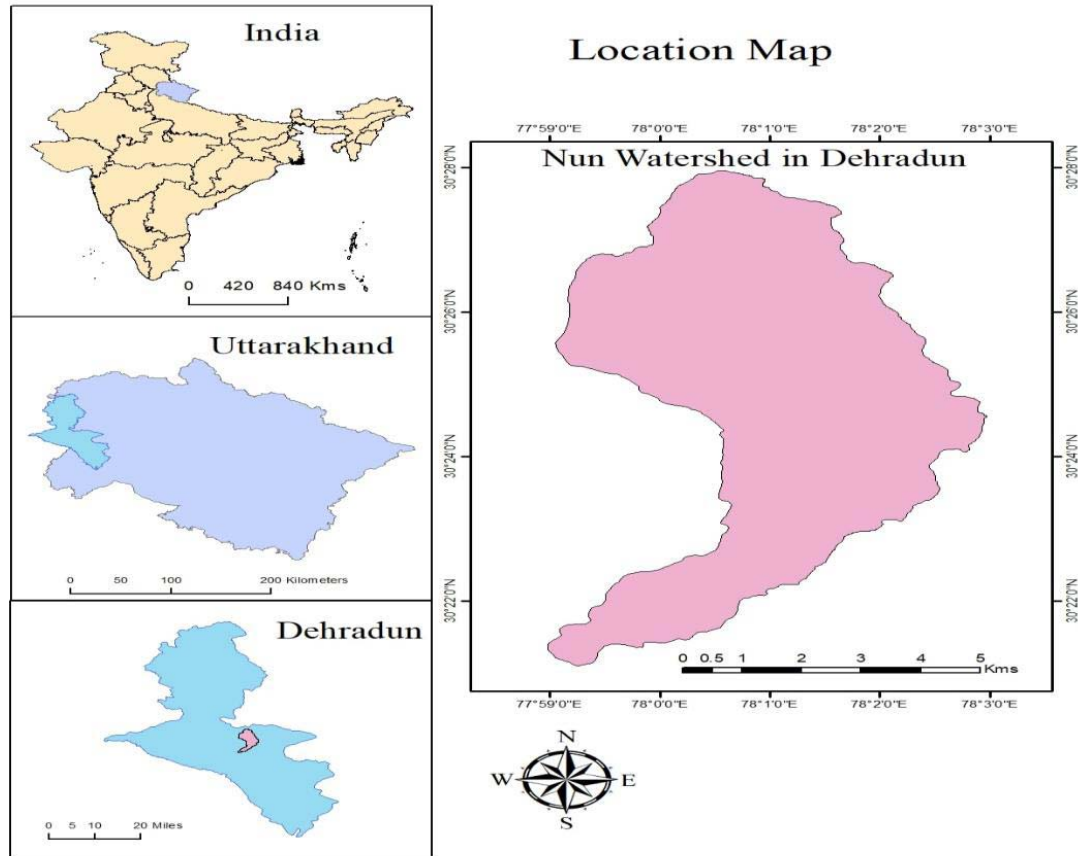 India
0 420 840 Kms
Uttarakhand
0 50 100 200 Kilometers
Dehradun
0 5 10 20 Miles
Location Map
77°59'0"E 78°0'0"E 78°1'0"E 78°2'0"E 78°3'0"E
Nun Watershed in Dehradun
30°28'0"N 30°28'0"N
30°26'0"N 30°26'0"N
30°24'0"N 30°24'0"N
30°22'0"N 30°22'0"N
0 0.5 1 2 3 4 5
Kms
77°59'0"E 78°0'0"E 78°1'0"E 78°2'0"E 78°3'0"E
N
W E
S